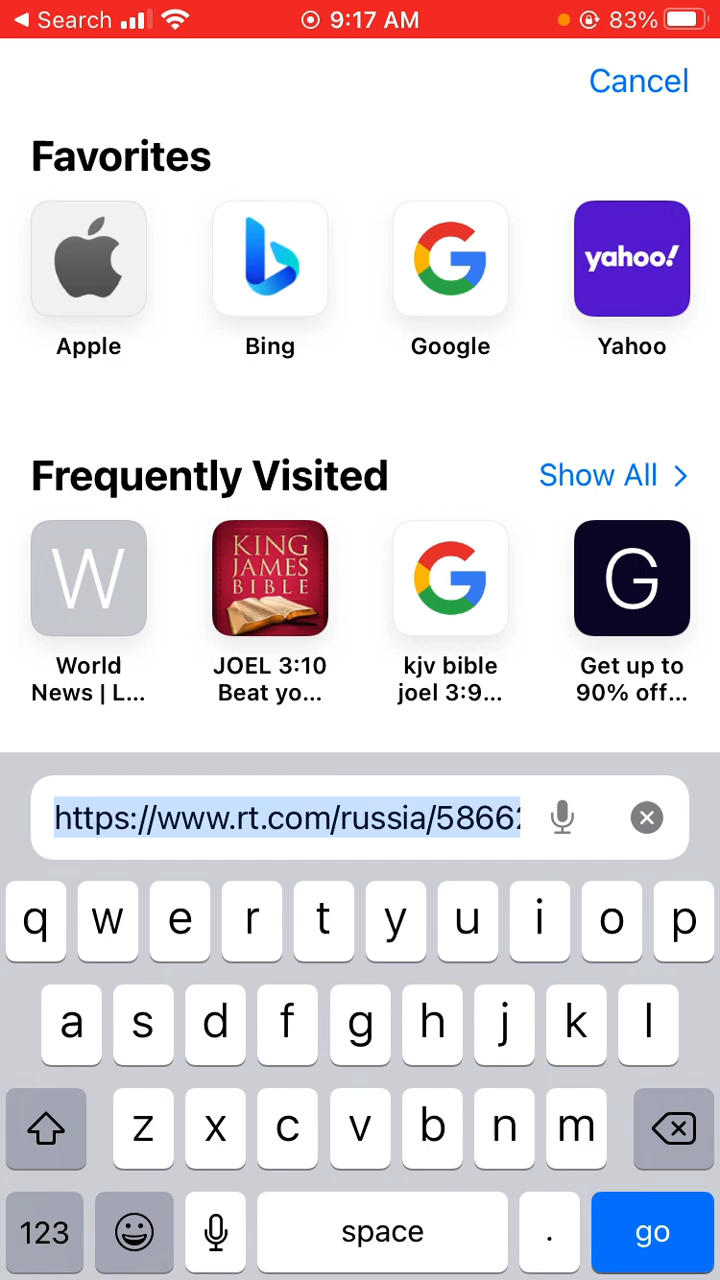 Search 9:17 AM 83%
Cancel
Favorites
yahoo!
Apple Bing Google Yahoo
Frequently Visited Show All
W KING JAMES BIBLE G
World JOEL 3:10 kjv bible Get up to
News | L... Beat yo... joel 3:9... 90% off...
https://www.rt.com/russia/5866
q w e r t y u i o p
a s d f g h j k l
z x c v b n m
123 space . go